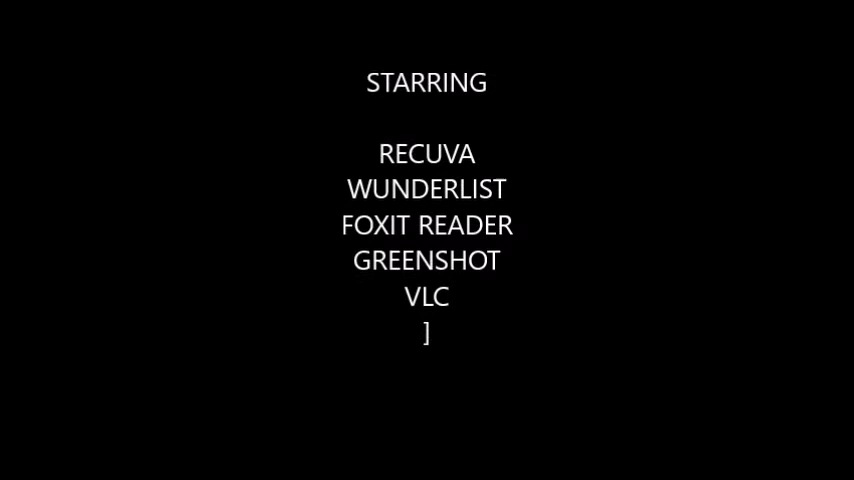 STARRING
RECUVA
WUNDERLIST
FOXIT READER
GREENSHOT
VLC
]